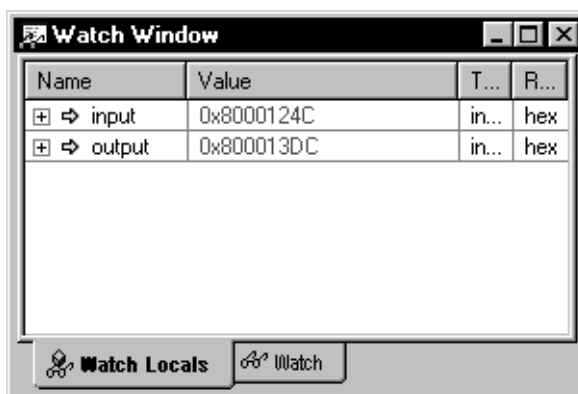 Watch Window
Name Value T... R...
input 0x8000124C in... hex
output 0x800013DC in... hex
Watch Locals Watch